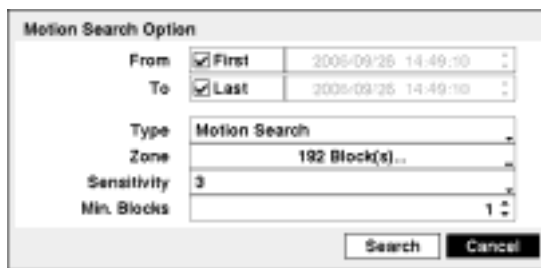 Motion Search Option
From First 2006/09/26 14:49:10
To Last 2006/09/26 14:49:10
Type Motion Search
Zone 192 Block(s)...
Sensitivity 3
Min. Blocks 1
Search Cancel